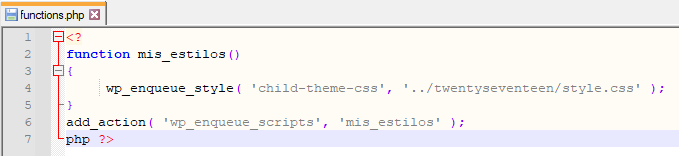 functions.php
1 <?
2 function mis_estilos()
3 {
4 wp_enqueue_style( 'child-theme-css', '../twentyseventeen/style.css' );
5 }
6 add_action( 'wp_enqueue_scripts', 'mis_estilos' );
7 php ?>